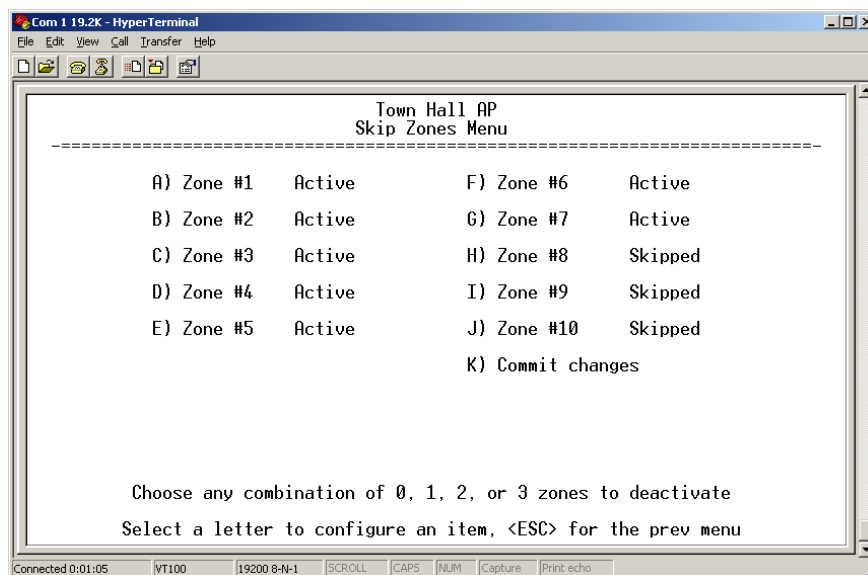 Com 1 19.2K - HyperTerminal
File Edit View Call Transfer Help
Town Hall AP
Skip Zones Menu
-==========================================================================-
A) Zone #1 Active F) Zone #6 Active
B) Zone #2 Active G) Zone #7 Active
C) Zone #3 Active H) Zone #8 Skipped
D) Zone #4 Active I) Zone #9 Skipped
E) Zone #5 Active J) Zone #10 Skipped
K) Commit changes
Choose any combination of 0, 1, 2, or 3 zones to deactivate
Select a letter to configure an item, <ESC> for the prev menu
Connected 0:01:05 VT100 19200 8-N-1 SCROLL CAPS NUM Capture Print echo